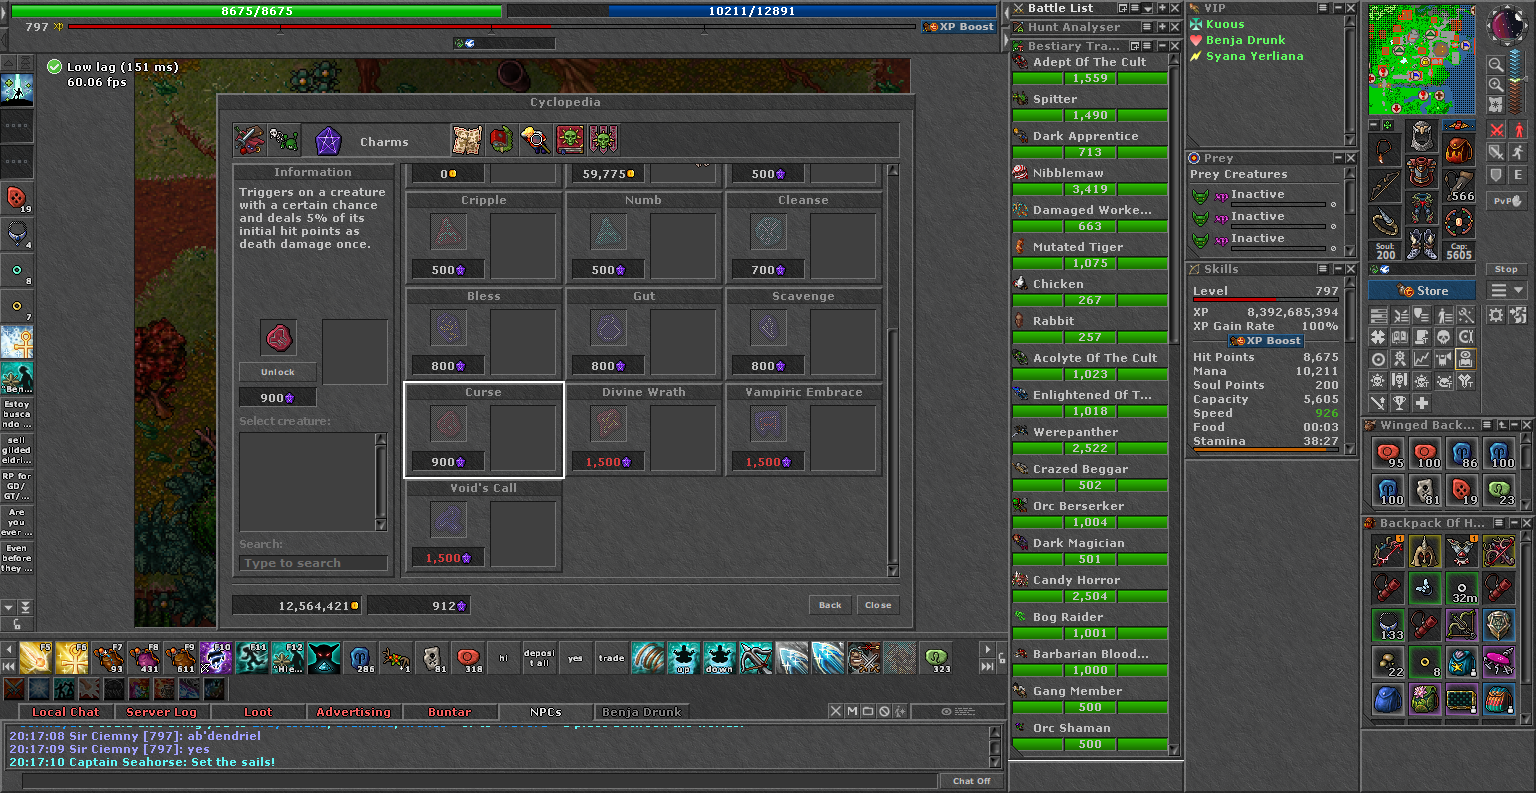 8675/8675
10211/12891
797 XP
XP Boost
Low lag (151 ms)
60.06 fps
19
4
8
7
"Ben...
Estoy
busca
ndo ...
sell
gilded
eldri...
RP for
GD/
GT/...
Are
you
ever ...
Even
before
they ...
Cyclopedia
Charms
Information
Triggers on a creature
with a certain chance
and deals 5% of its
initial hit points as
death damage once.
Unlock
900
Select creature:
Search:
Type to search
0
59,775
500
Cripple
500
Numb
500
Cleanse
700
Bless
800
Gut
800
Scavenge
800
Curse
900
Divine Wrath
1,500
Vampiric Embrace
1,500
Void's Call
1,500
12,564,421
912
Back
Close
F5
F6
F7
93
F8
431
F9
611
F10
F11
F12
"Hie...
286
+1
81
318
hi
deposi
t all
yes
trade
up
down
323
Local Chat
Server Log
Loot
Advertising
Buntar
NPCs
Benja Drunk
20:17:08 Sir Ciemny [797]: ab'dendriel
20:17:09 Sir Ciemny [797]: yes
20:17:10 Captain Seahorse: Set the sails!
Chat Off
Battle List
Hunt Analyser
Bestiary Tra...
Adept Of The Cult
1,559
Spitter
1,490
Dark Apprentice
713
Nibblemaw
3,419
Damaged Worke...
663
Mutated Tiger
1,075
Chicken
267
Rabbit
257
Acolyte Of The Cult
1,023
Enlightened Of T...
1,018
Werepanther
2,522
Crazed Beggar
502
Orc Berserker
1,004
Dark Magician
501
Candy Horror
2,504
Bog Raider
1,001
Barbarian Blood...
1,000
Gang Member
500
Orc Shaman
500
VIP
Kuous
Benja Drunk
Syana Yerliana
Prey
Prey Creatures
XP Inactive
XP Inactive
XP Inactive
Skills
Level 797
XP 8,392,685,394
XP Gain Rate 100%
XP Boost
Hit Points 8,675
Mana 10,211
Soul Points 200
Capacity 5,605
Speed 926
Food 00:03
Stamina 38:27
566
E
PvP
Soul:
200
Cap:
5605
Stop
Store
Winged Back...
95
100
86
100
100
81
19
23
Backpack Of H...
32m
133
22
8